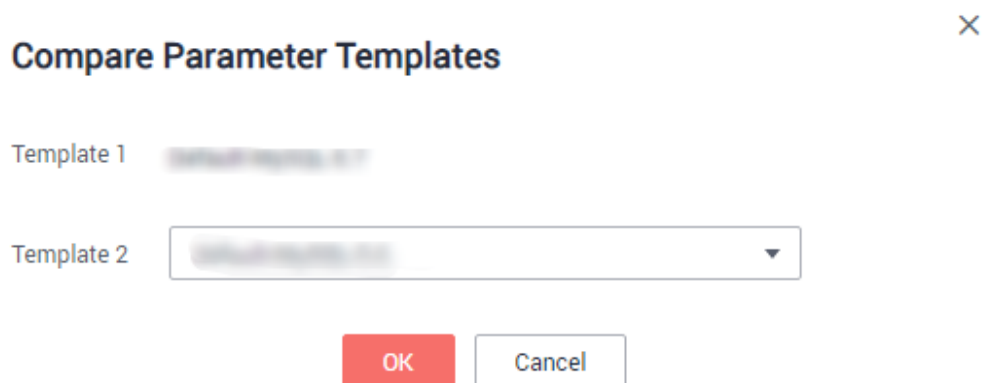 Compare Parameter Templates
Template 1
Template 2
OK
Cancel